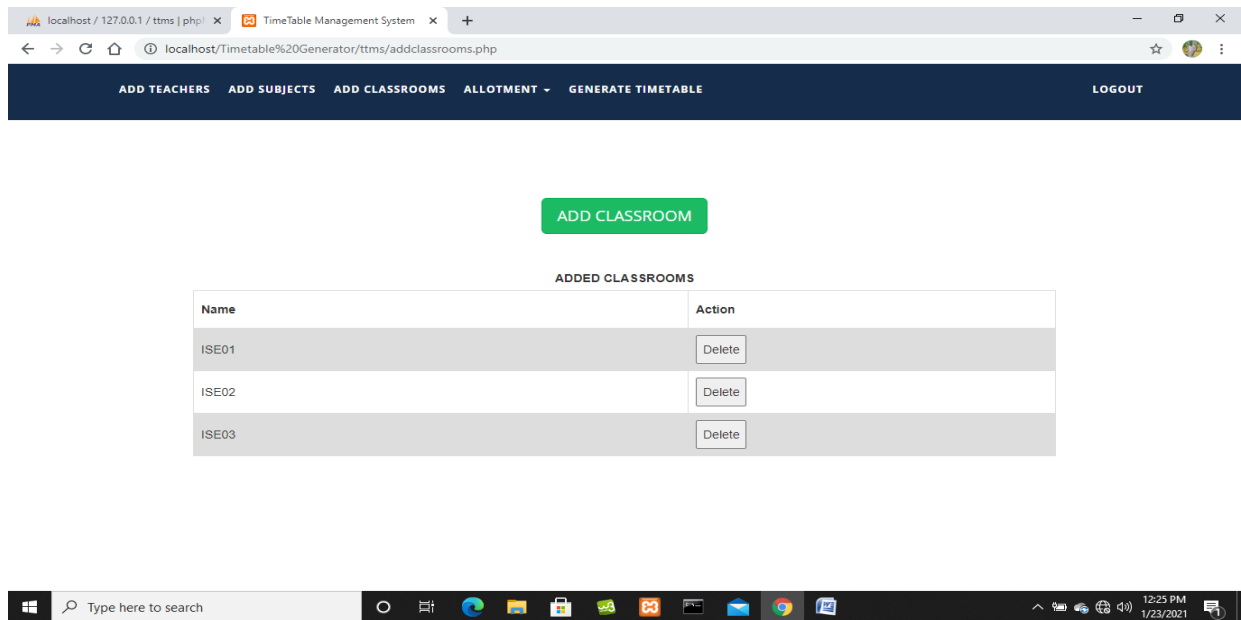 localhost / 127.0.0.1 / ttms | php
TimeTable Management System
localhost/Timetable%20Generator/ttms/addclassrooms.php
ADD TEACHERS ADD SUBJECTS ADD CLASSROOMS ALLOTMENT GENERATE TIMETABLE LOGOUT
ADD CLASSROOM
ADDED CLASSROOMS
Name Action
ISE01 Delete
ISE02 Delete
ISE03 Delete
Type here to search
12:25 PM
1/23/2021